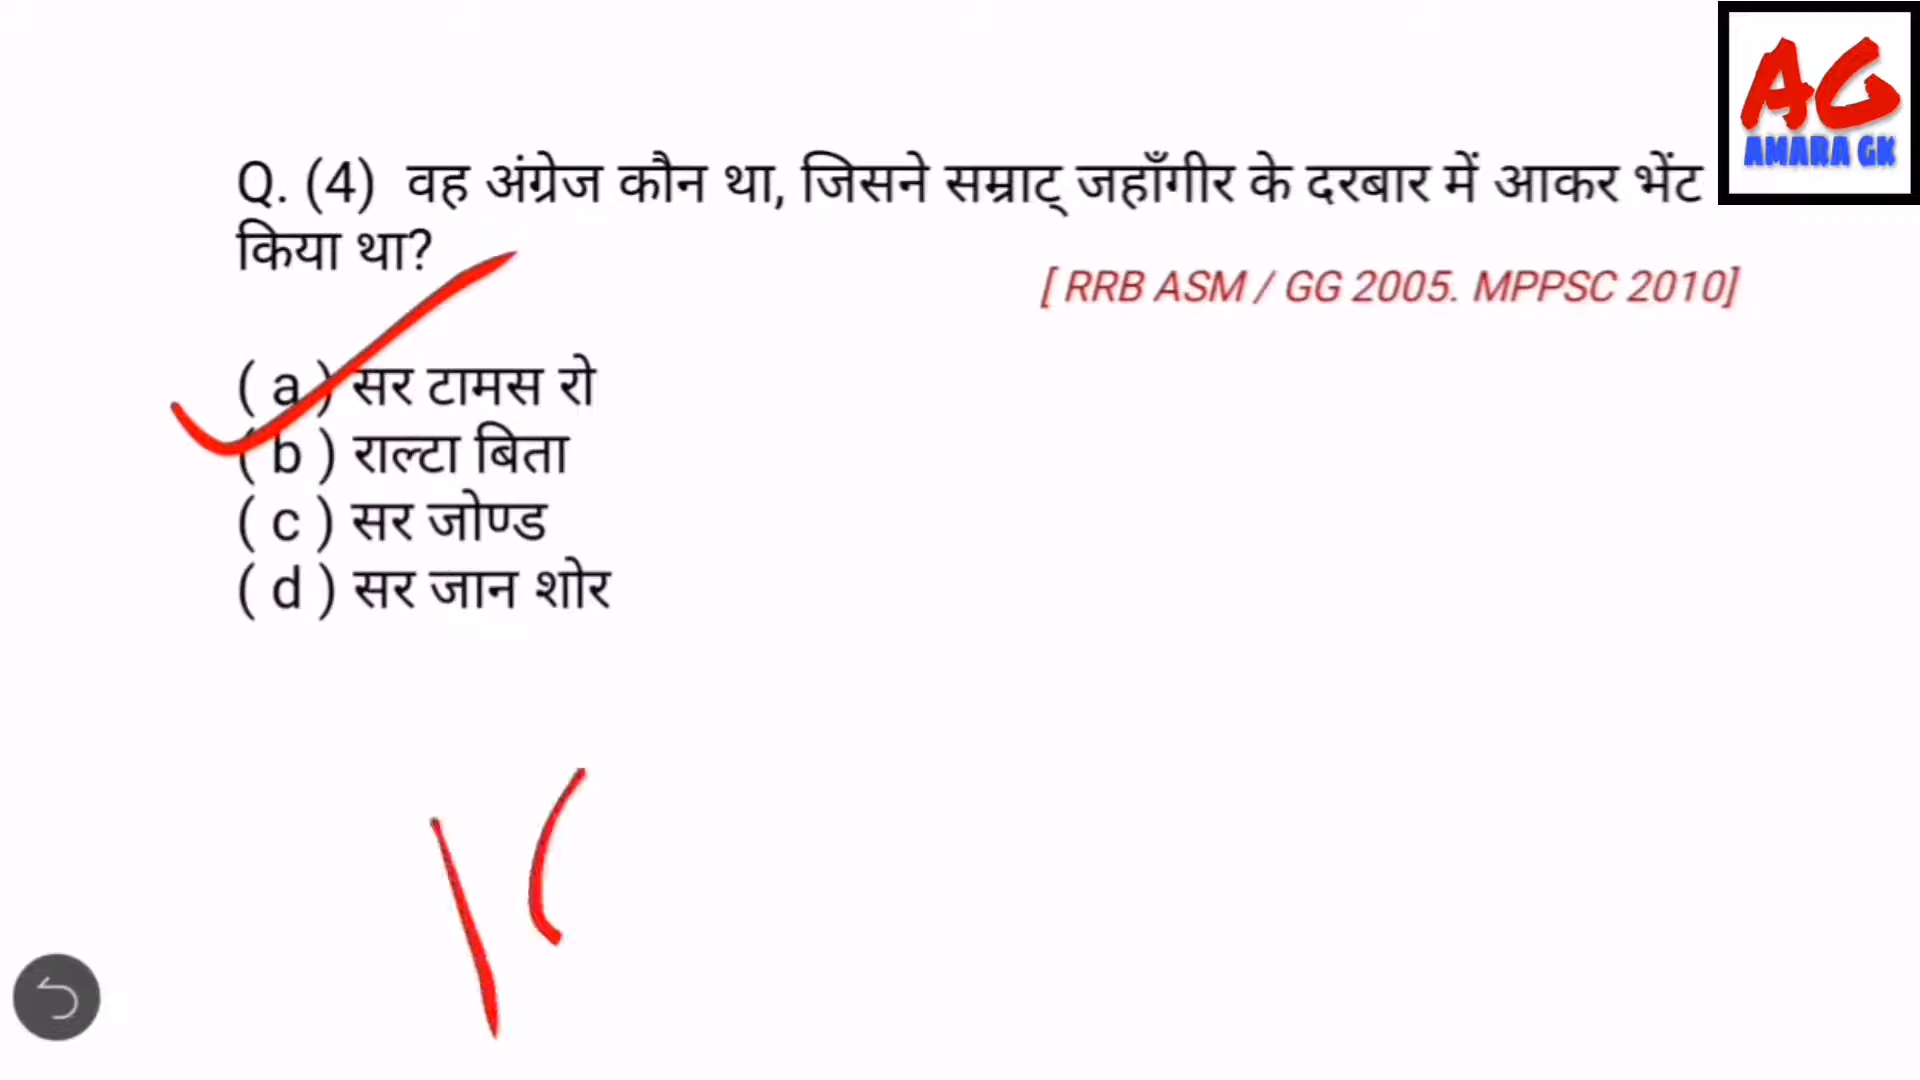 AG
AMARA GK
Q. (4) वह अंग्रेज कौन था, जिसने सम्राट् जहाँगीर के दरबार में आकर भेंट
किया था?
[ RRB ASM / GG 2005. MPPSC 2010]
( a ) सर टामस रो
( b ) राल्टा बिता
( c ) सर जोण्ड
( d ) सर जान शोर